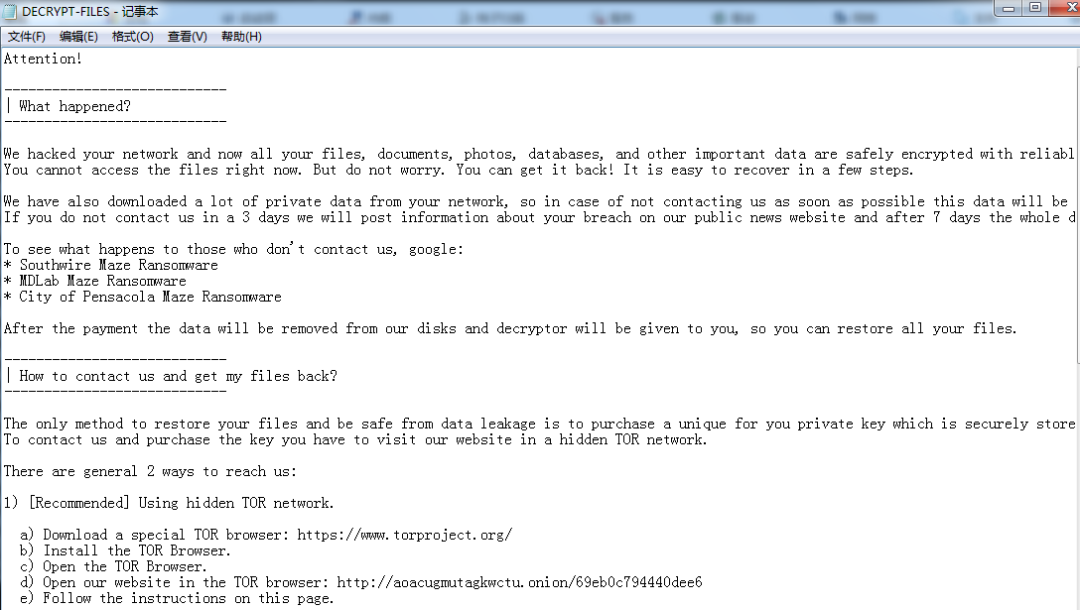 DECRYPT-FILES - 记事本
文件(F) 编辑(E) 格式(O) 查看(V) 帮助(H)
Attention!
----------------------------
| What happened?
----------------------------
We hacked your network and now all your files, documents, photos, databases, and other important data are safely encrypted with reliabl
You cannot access the files right now. But do not worry. You can get it back! It is easy to recover in a few steps.
We have also downloaded a lot of private data from your network, so in case of not contacting us as soon as possible this data will be
If you do not contact us in a 3 days we will post information about your breach on our public news website and after 7 days the whole d
To see what happens to those who don't contact us, google:
* Southwire Maze Ransomware
* MDLab Maze Ransomware
* City of Pensacola Maze Ransomware
After the payment the data will be removed from our disks and decryptor will be given to you, so you can restore all your files.
----------------------------
| How to contact us and get my files back?
----------------------------
The only method to restore your files and be safe from data leakage is to purchase a unique for you private key which is securely store
To contact us and purchase the key you have to visit our website in a hidden TOR network.
There are general 2 ways to reach us:
1) [Recommended] Using hidden TOR network.
a) Download a special TOR browser: https://www.torproject.org/
b) Install the TOR Browser.
c) Open the TOR Browser.
d) Open our website in the TOR browser: http://aoacugmutagkwctu.onion/69eb0c794440dee6
e) Follow the instructions on this page.